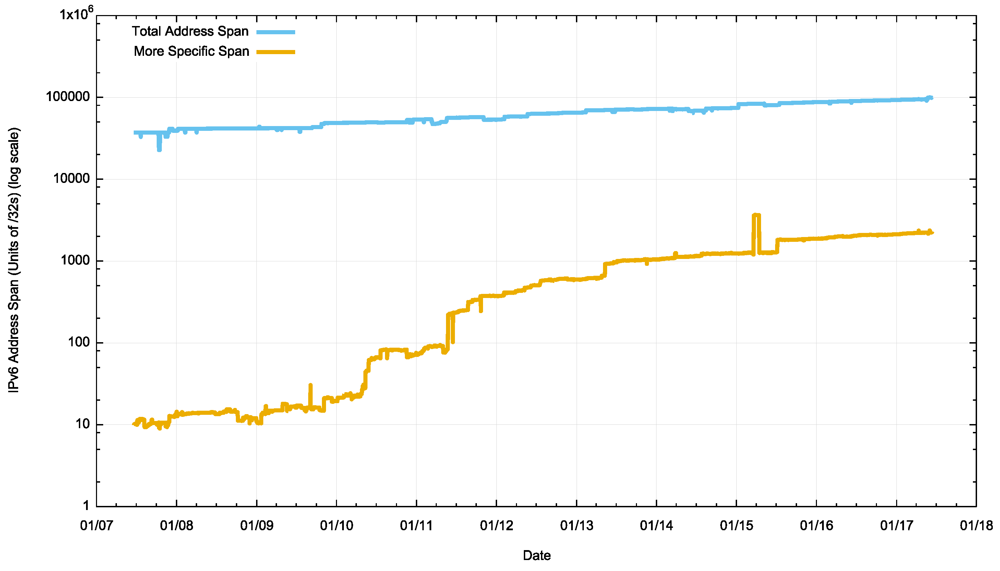 1x10^6
Total Address Span
More Specific Span
100000
10000
1000
100
10
1
IPv6 Address Span (Units of /32s) (log scale)
01/07 01/08 01/09 01/10 01/11 01/12 01/13 01/14 01/15 01/16 01/17 01/18
Date